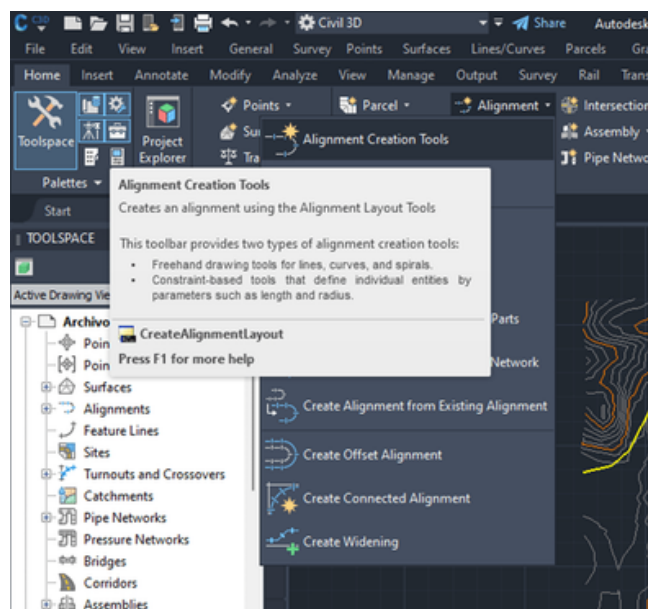 C C3D Civil 3D Share Autodesk
File Edit View Insert General Survey Points Surfaces Lines/Curves Parcels
Home Insert Annotate Modify Analyze View Manage Output Survey Rail
Toolspace Project Explorer Points Parcel Alignment Intersection
Assembly
Pipe
Palettes
Alignment Creation Tools
Start
TOOLSPACE
Alignment Creation Tools
Creates an alignment using the Alignment Layout Tools
This toolbar provides two types of alignment creation tools:
• Freehand drawing tools for lines, curves, and spirals.
• Constraint-based tools that define individual entities by
parameters such as length and radius.
CreateAlignmentLayout
Press F1 for more help
Parts
Network
Create Alignment from Existing Alignment
Create Offset Alignment
Create Connected Alignment
Create Widening
Active Drawing
Archivo
Surfaces
Alignments
Feature Lines
Sites
Turnouts and Crossovers
Catchments
Pipe Networks
Pressure Networks
Bridges
Corridors
Assemblies